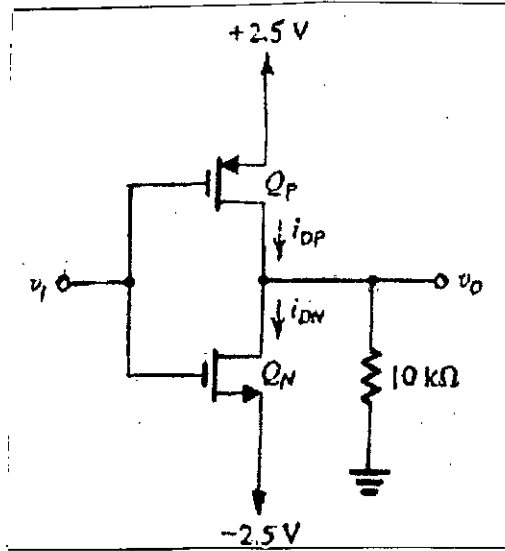 +2.5 V
Q_P
i_DP
v_I
v_O
i_DN
Q_N
10 kΩ
−2.5 V